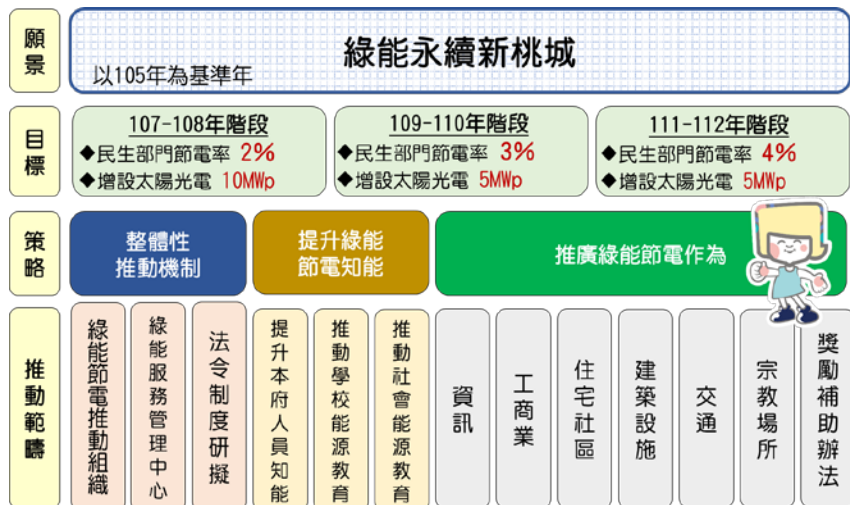 願景
綠能永續新桃城
以105年為基準年
目標
107-108年階段
◆民生部門節電率 2%
◆增設太陽光電 10MWp
109-110年階段
◆民生部門節電率 3%
◆增設太陽光電 5MWp
111-112年階段
◆民生部門節電率 4%
◆增設太陽光電 5MWp
策略
整體性
推動機制
提升綠能
節電知能
推廣綠能節電作為
推動範疇
綠能節電推動組織
綠能服務管理中心
法令制度研擬
提升本府人員知能
推動學校能源教育
推動社會能源教育
資訊
工商業
住宅社區
建築設施
交通
宗教場所
獎勵補助辦法